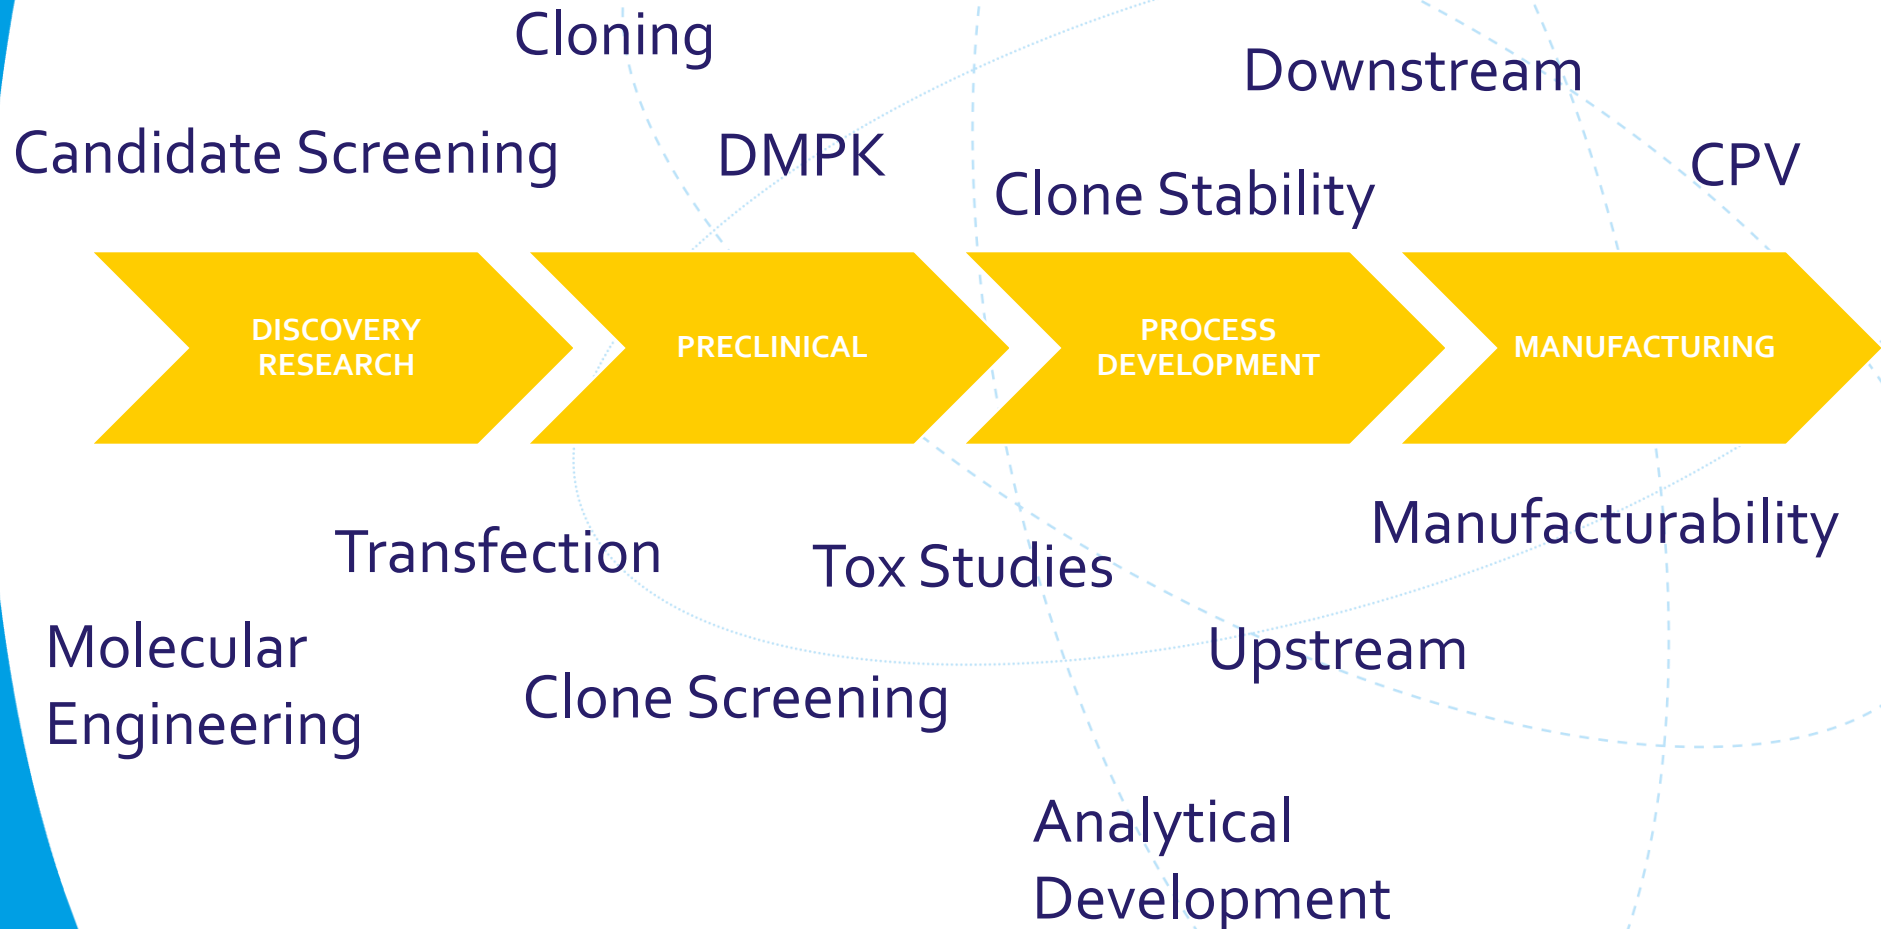 Cloning
Downstream
Candidate Screening
DMPK
CPV
Clone Stability
DISCOVERY
RESEARCH
PRECLINICAL
PROCESS
DEVELOPMENT
MANUFACTURING
Manufacturability
Transfection
Tox Studies
Molecular
Engineering
Upstream
Clone Screening
Analytical
Development